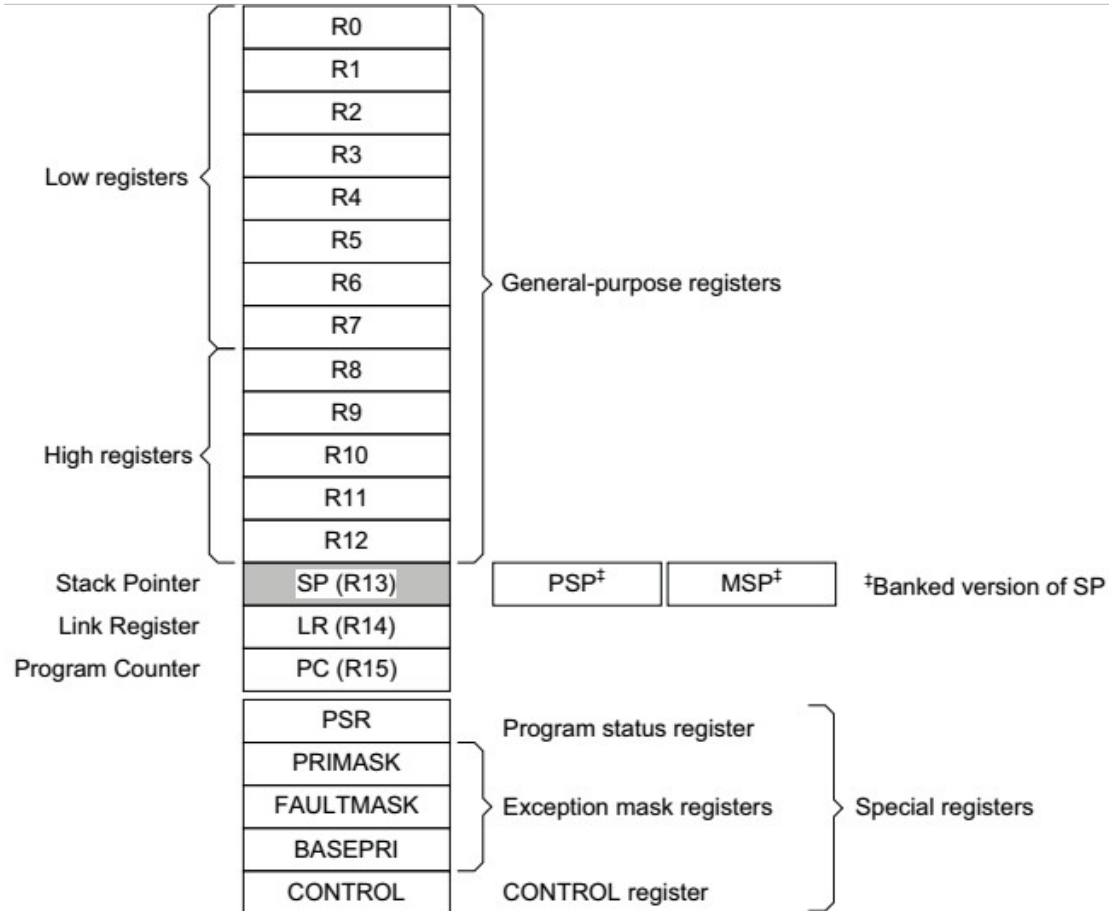 R0
R1
R2
R3
Low registers
R4
R5
R6
General-purpose registers
R7
R8
R9
High registers
R10
R11
R12
Stack Pointer SP (R13) PSP‡ MSP‡ ‡Banked version of SP
Link Register LR (R14)
Program Counter PC (R15)
PSR Program status register
PRIMASK
FAULTMASK Exception mask registers Special registers
BASEPRI
CONTROL CONTROL register